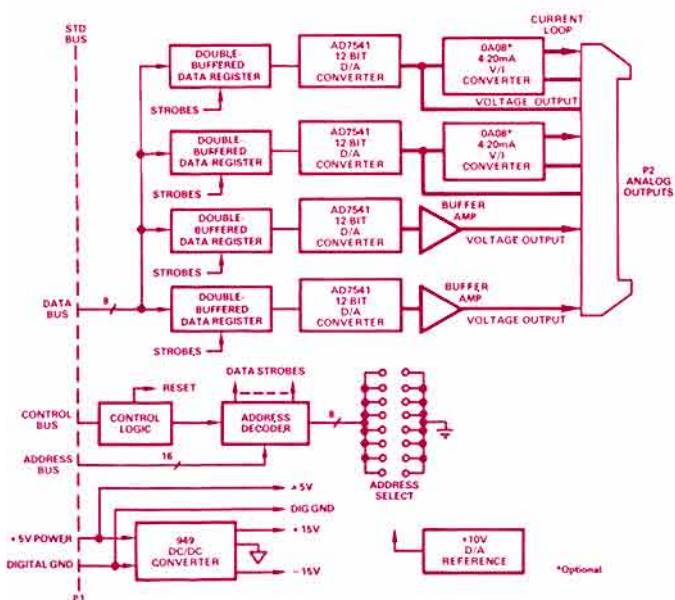 STD
BUS
CURRENT
LOOP
DOUBLE-
BUFFERED
DATA REGISTER
AD7541
12-BIT
D/A
CONVERTER
0A08*
4-20mA
V/I
CONVERTER
STROBES
VOLTAGE OUTPUT
DOUBLE-
BUFFERED
DATA REGISTER
AD7541
12-BIT
D/A
CONVERTER
0A08*
4-20mA
V/I
CONVERTER
P2
ANALOG
OUTPUTS
STROBES
DOUBLE-
BUFFERED
DATA REGISTER
AD7541
12-BIT
D/A
CONVERTER
BUFFER
AMP
VOLTAGE OUTPUT
STROBES
DATA
BUS
8
DOUBLE-
BUFFERED
DATA REGISTER
AD7541
12-BIT
D/A
CONVERTER
BUFFER
AMP
VOLTAGE OUTPUT
STROBES
DATA STROBES
RESET
CONTROL
BUS
CONTROL
LOGIC
ADDRESS
DECODER
8
ADDRESS
BUS
16
ADDRESS
SELECT
+5V
DIG GND
+5V POWER
DIGITAL GND
949
DC/DC
CONVERTER
+15V
-15V
+10V
D/A
REFERENCE
*Optional
P1